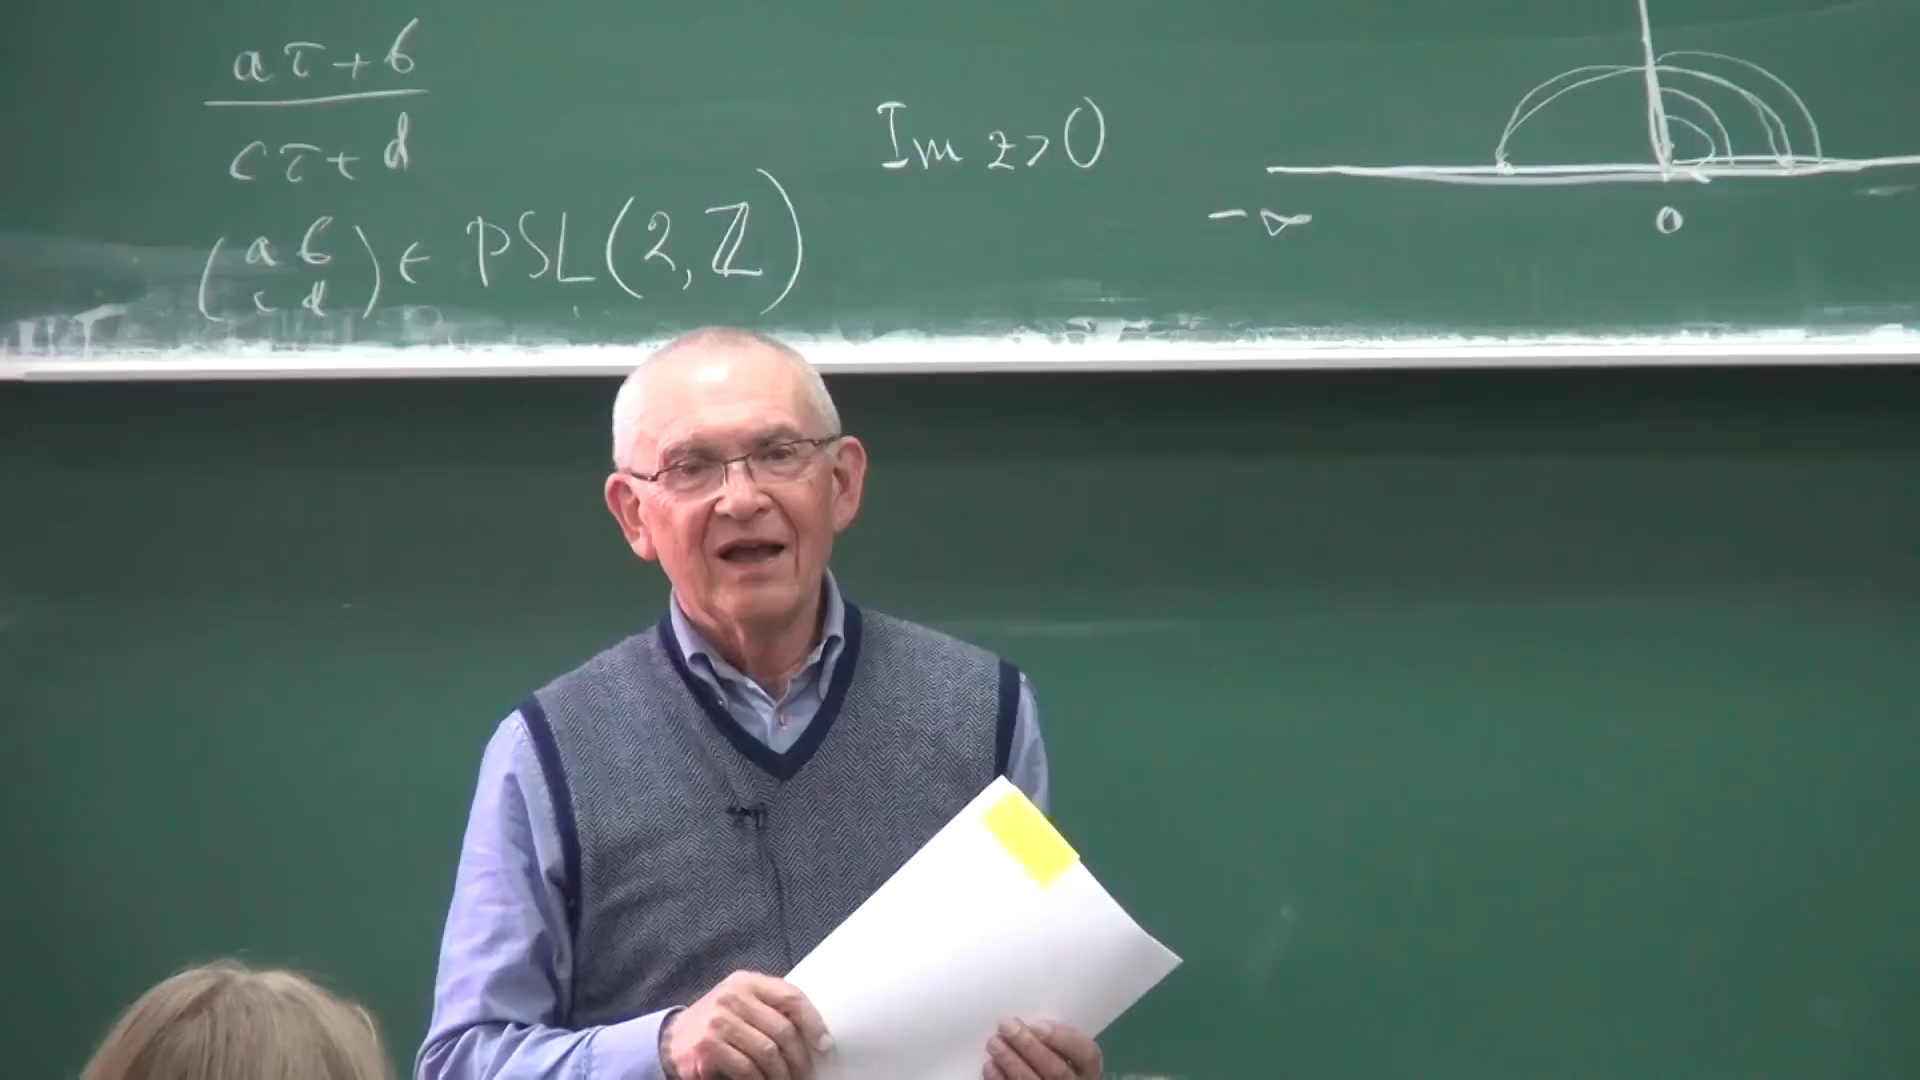 aτ+b
cτ+d
(a b
c d) ∈ PSL(2, ℤ)
Im z>0
-∞
0